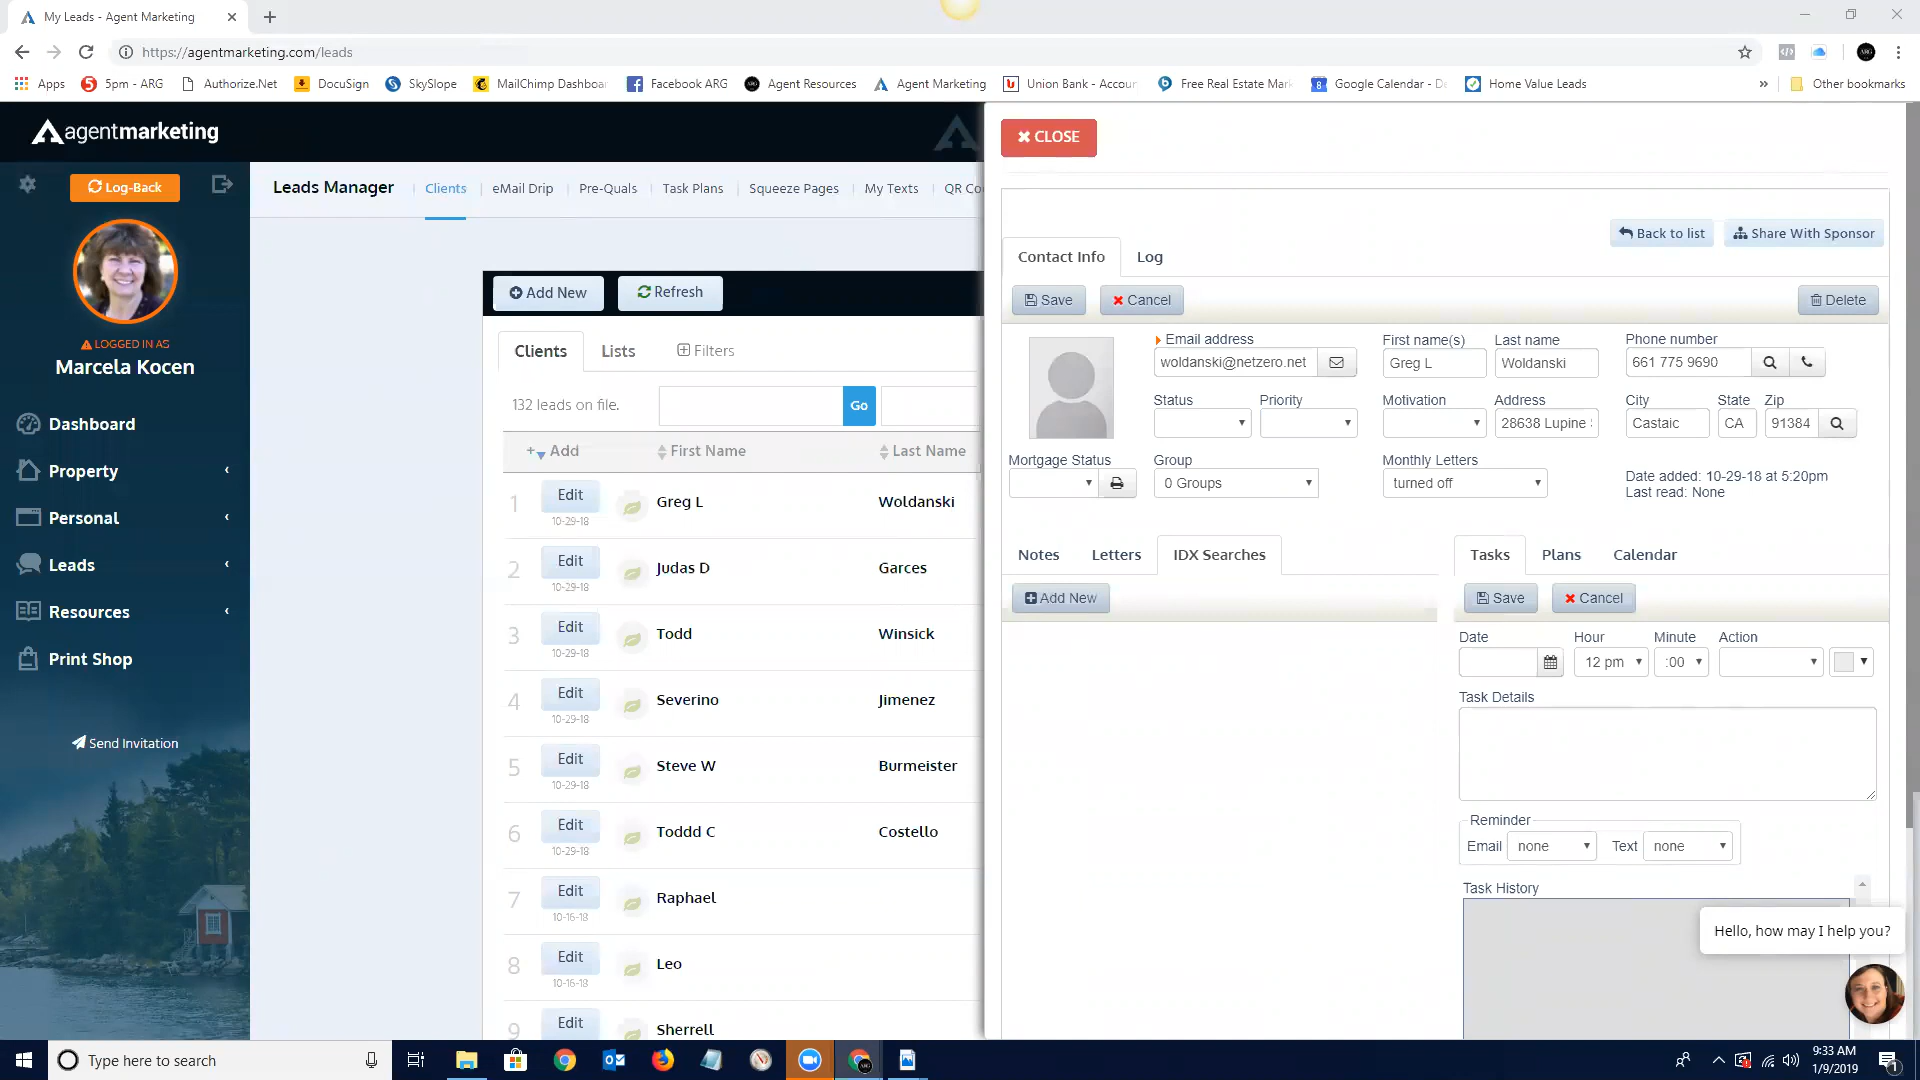 My Leads - Agent Marketing
https://agentmarketing.com/leads
Apps 5pm - ARG Authorize.Net DocuSign SkySlope MailChimp Dashboa Facebook ARG Agent Resources Agent Marketing Union Bank - Accou Free Real Estate Mark Google Calendar - De Home Value Leads » Other bookmarks
agentmarketing
CLOSE
Log-Back
Leads Manager Clients eMail Drip Pre-Quals Task Plans Squeeze Pages My Texts QR Co
LOGGED IN AS
Marcela Kocen
Dashboard
Property
Personal
Leads
Resources
Print Shop
Send Invitation
Add New Refresh
Clients Lists Filters
132 leads on file. Go
+ Add First Name Last Name
1 Edit Greg L Woldanski
10-29-18
2 Edit Judas D Garces
10-29-18
3 Edit Todd Winsick
10-29-18
4 Edit Severino Jimenez
10-29-18
5 Edit Steve W Burmeister
10-29-18
6 Edit Toddd C Costello
10-29-18
7 Edit Raphael
10-16-18
8 Edit Leo
10-16-18
9 Edit Sherrell
Back to list Share With Sponsor
Contact Info Log
Save Cancel Delete
Email address First name(s) Last name Phone number
woldanski@netzero.net Greg L Woldanski 661 775 9690
Status Priority Motivation Address City State Zip
28638 Lupine Castaic CA 91384
Mortgage Status Group Monthly Letters
0 Groups turned off
Date added: 10-29-18 at 5:20pm
Last read: None
Notes Letters IDX Searches
Add New
Tasks Plans Calendar
Save Cancel
Date Hour Minute Action
12 pm :00
Task Details
Reminder
Email none Text none
Task History
Hello, how may I help you?
Type here to search
9:33 AM
1/9/2019
1